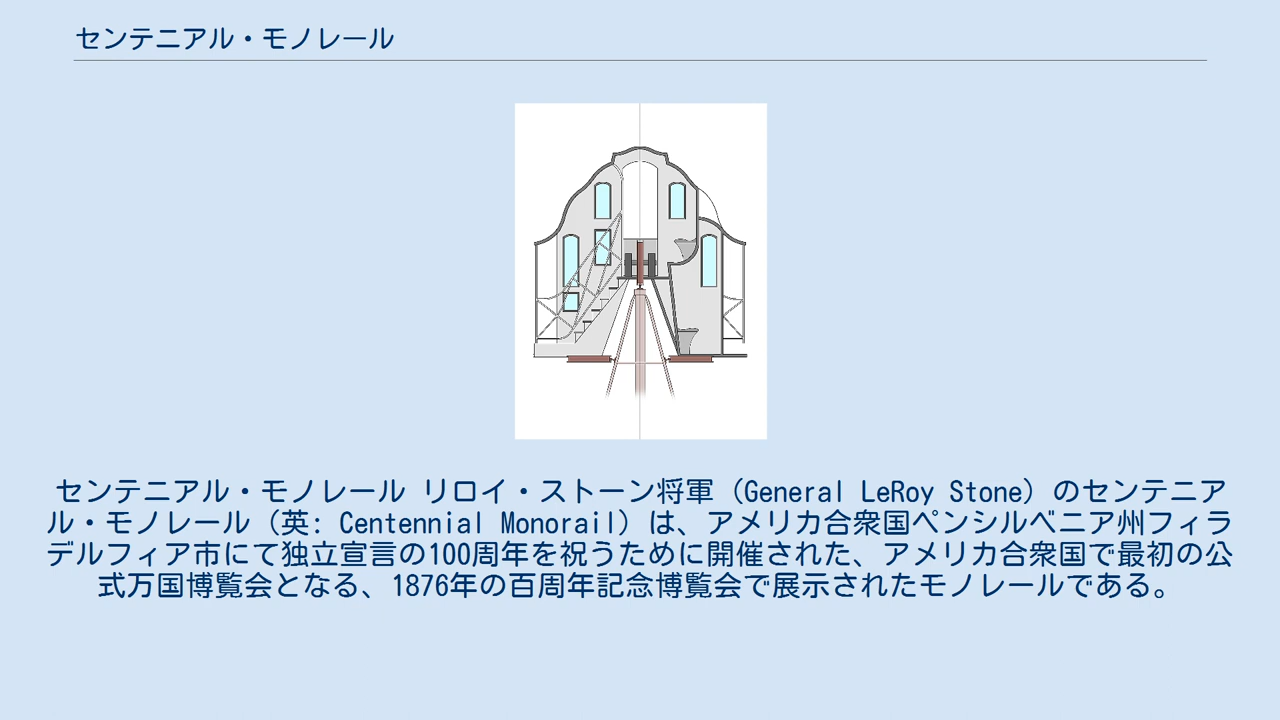 センテニアル・モノレール
センテニアル・モノレール リロイ・ストーン将軍（General LeRoy Stone）のセンテニア
ル・モノレール（英: Centennial Monorail）は、アメリカ合衆国ペンシルベニア州フィラ
デルフィア市にて独立宣言の100周年を祝うために開催された、アメリカ合衆国で最初の公
式万国博覧会となる、1876年の百周年記念博覧会で展示されたモノレールである。